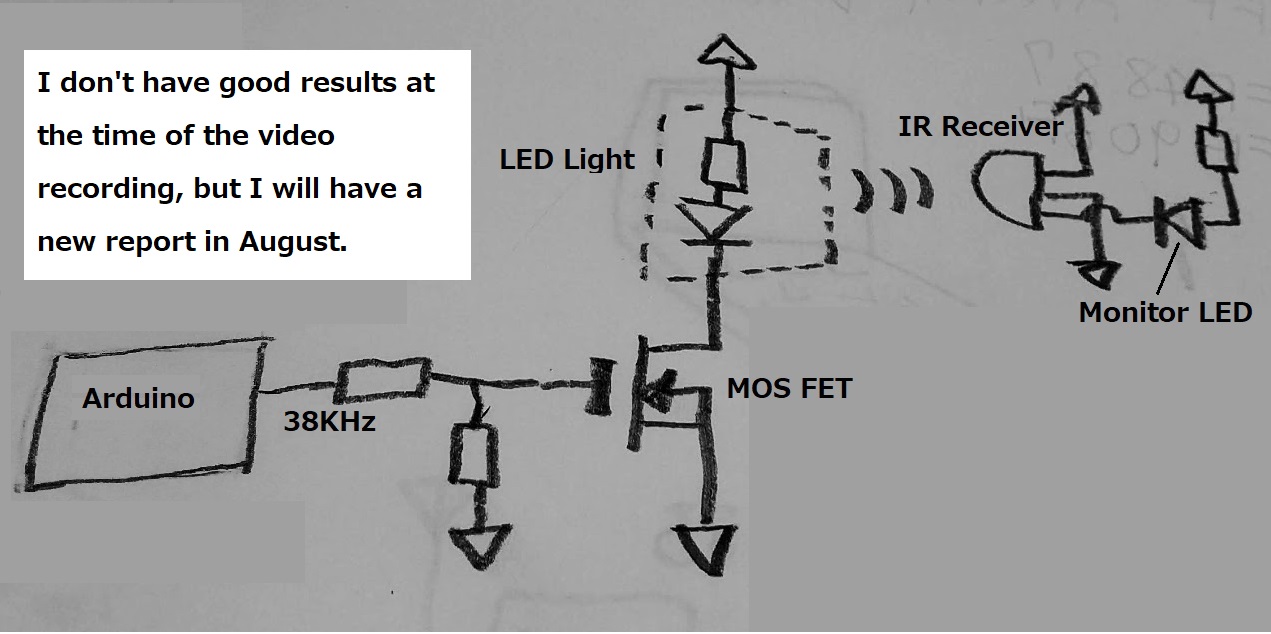 I don't have good results at
the time of the video
recording, but I will have a
new report in August.
LED Light
IR Receiver
Monitor LED
Arduino
38KHz
MOS FET